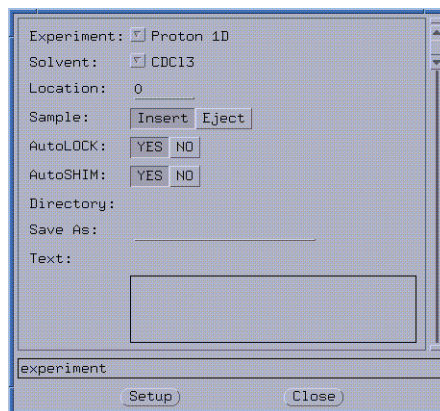 Experiment: Proton 1D
Solvent: CDCl3
Location: 0
Sample: Insert Eject
AutoLOCK: YES NO
AutoSHIM: YES NO
Directory:
Save As:
Text:
experiment
Setup Close